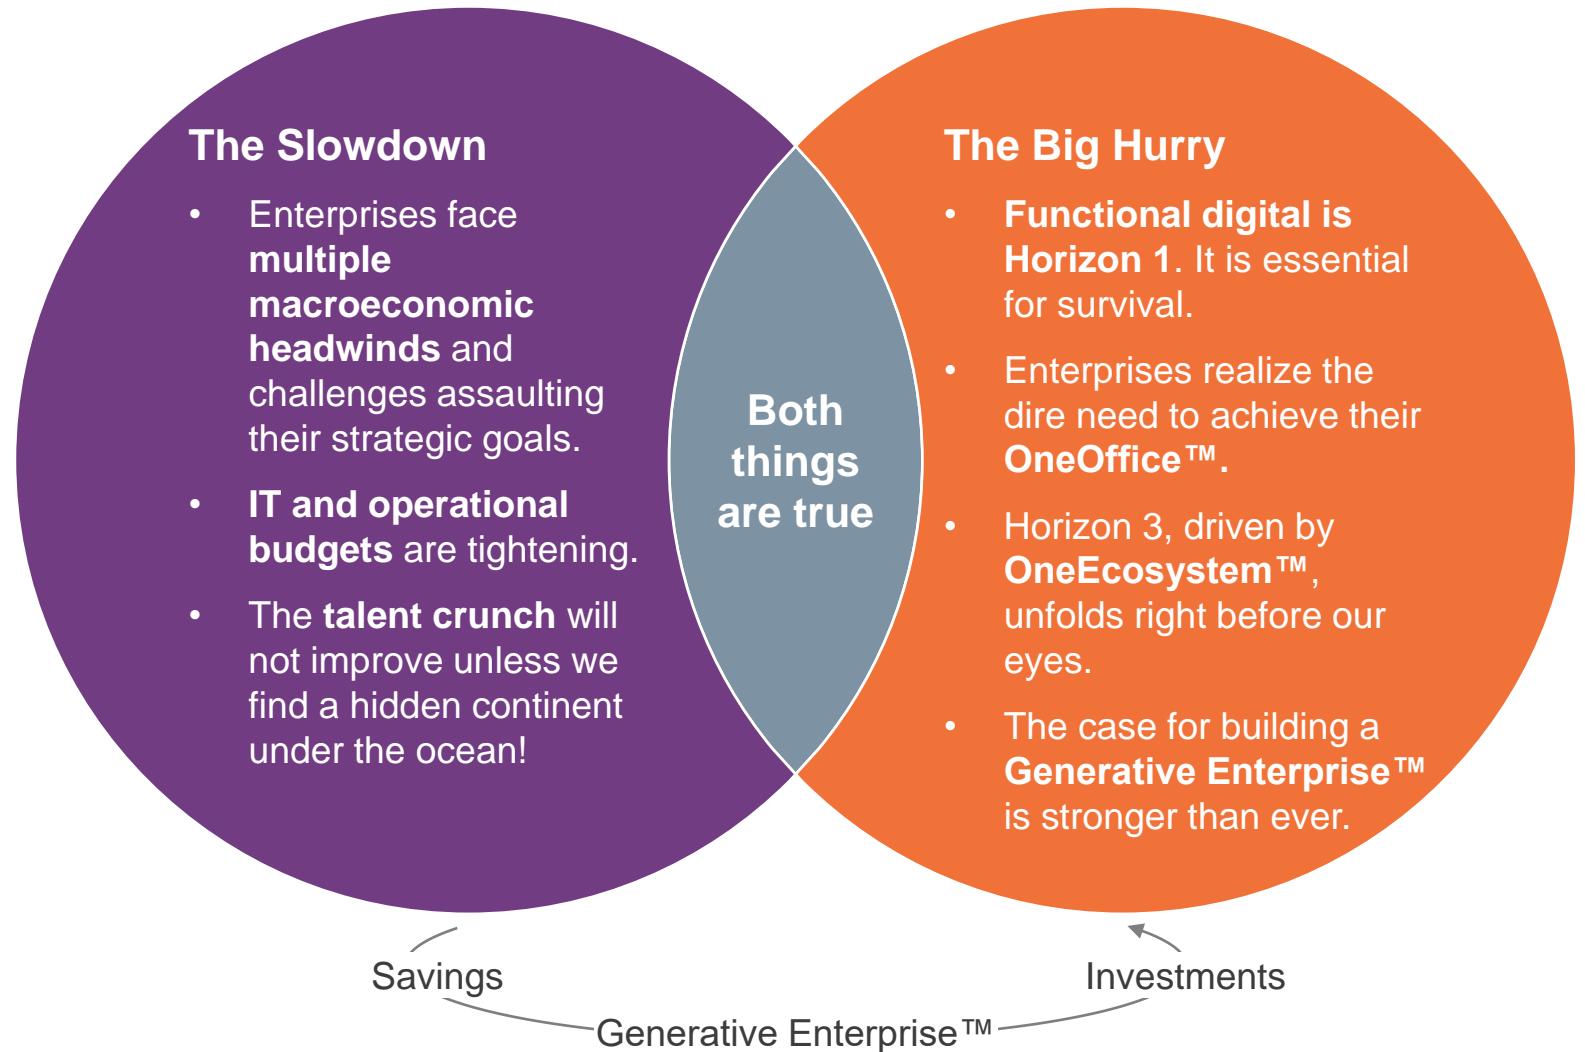 The Slowdown
• Enterprises face
multiple
macroeconomic
headwinds and
challenges assaulting
their strategic goals.
• IT and operational
budgets are tightening.
• The talent crunch will
not improve unless we
find a hidden continent
under the ocean!
Both
things
are true
The Big Hurry
• Functional digital is
Horizon 1. It is essential
for survival.
• Enterprises realize the
dire need to achieve their
OneOffice™.
• Horizon 3, driven by
OneEcosystem™,
unfolds right before our
eyes.
• The case for building a
Generative Enterprise™
is stronger than ever.
Savings
Investments
Generative Enterprise™